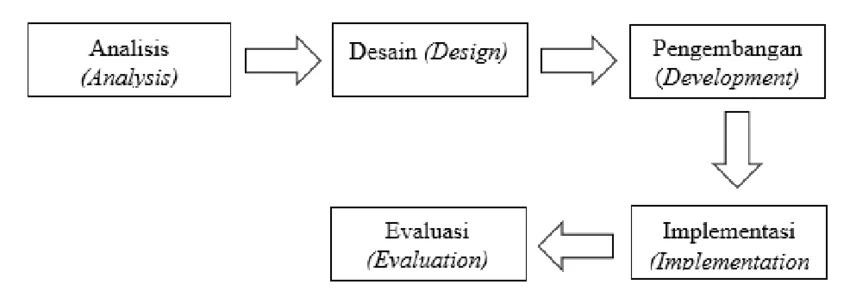 Analisis
(Analysis)
Desain (Design)
Pengembangan
(Development)
Implementasi
(Implementation
Evaluasi
(Evaluation)